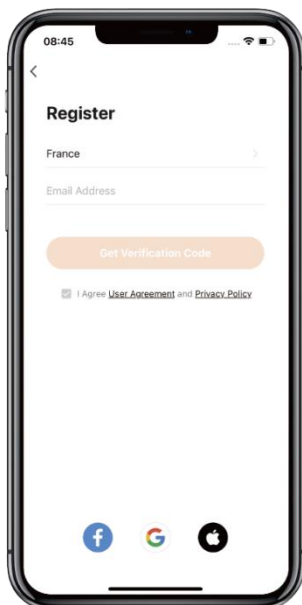 08:45
Register
France
Email Address
Get Verification Code
I Agree User Agreement and Privacy Policy